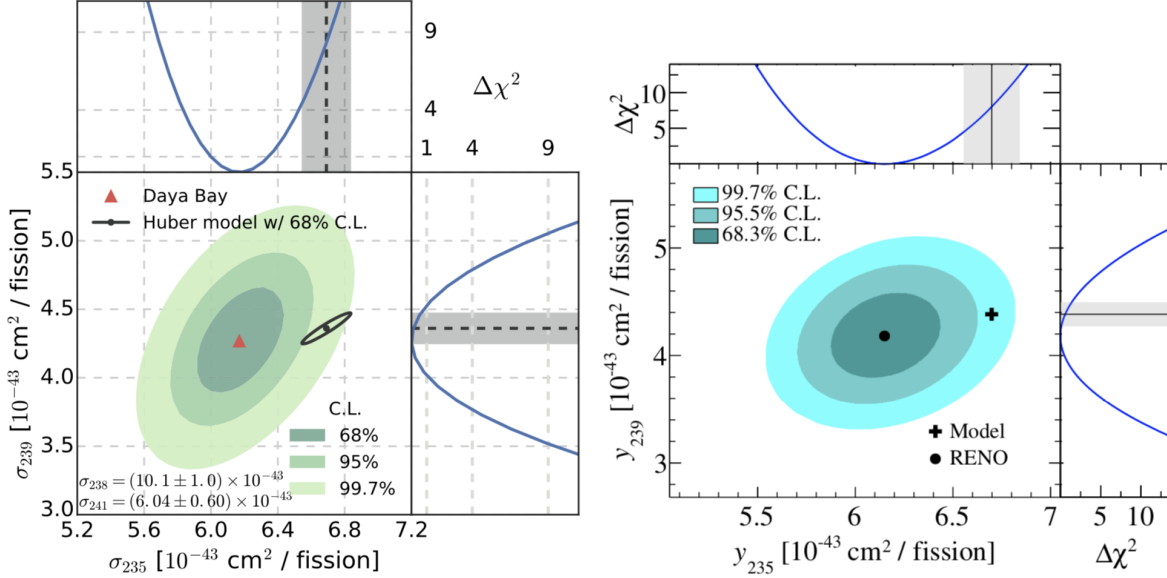 9
Δχ²
4
1 4 9
5.5
Daya Bay
Huber model w/ 68% C.L.
5.0
4.5
4.0
3.5
3.0
σ₂₃₉ [10⁻⁴³ cm² / fission]
C.L.
68%
95%
99.7%
σ₂₃₈ = (10.1 ± 1.0) × 10⁻⁴³
σ₂₄₁ = (6.04 ± 0.60) × 10⁻⁴³
5.2 5.6 6.0 6.4 6.8 7.2
σ₂₃₅ [10⁻⁴³ cm² / fission]
Δχ²
10
5
99.7% C.L.
95.5% C.L.
68.3% C.L.
5
4
3
y₂₃₉ [10⁻⁴³ cm² / fission]
Model
RENO
5.5 6 6.5 7
y₂₃₅ [10⁻⁴³ cm² / fission]
5 10
Δχ²